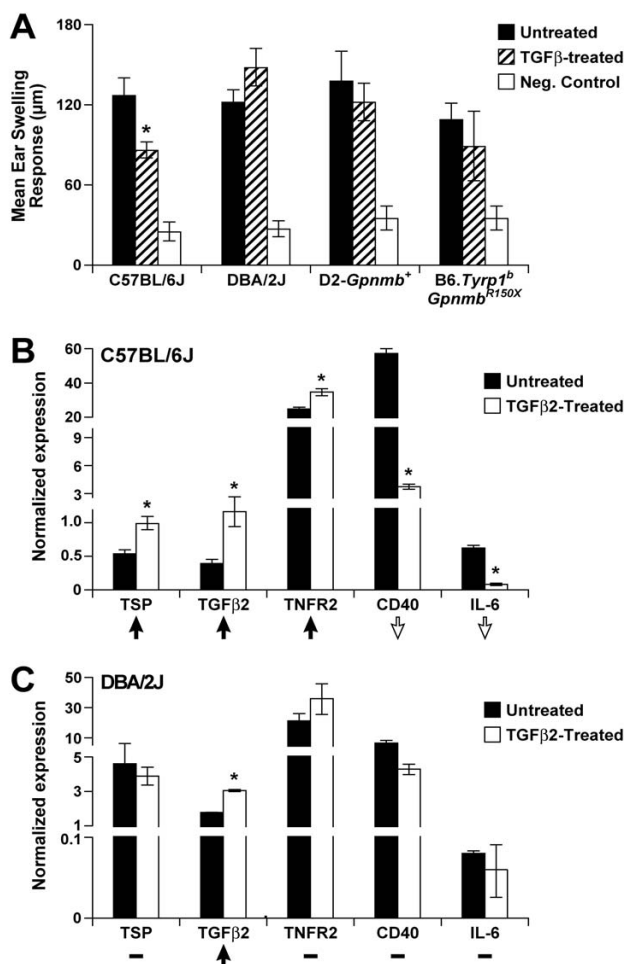 A
Mean Ear Swelling
Response (μm)
180
120
60
0
Untreated
TGFβ-treated
Neg. Control
*
C57BL/6J
DBA/2J
D2-Gpnmb+
B6.Tyrp1b
GpnmbR150X
B
C57BL/6J
Normalized expression
60
40
20
9
6
3
1.0
0.5
0
Untreated
TGFβ2-Treated
* * * * *
TSP TGFβ2 TNFR2 CD40 IL-6
C
DBA/2J
Normalized expression
50
30
10
5
3
1
0.1
0
Untreated
TGFβ2-Treated
*
TSP TGFβ2 TNFR2 CD40 IL-6